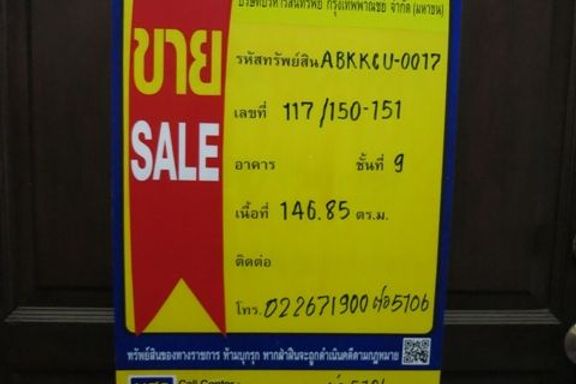 บริษัทบริหารสินทรัพย์ กรุงเทพพาณิชย์ จำกัด (มหาชน)
ขาย
SALE
รหัสทรัพย์สิน ABKKCU-0017
เลขที่ 117/150-151
อาคาร ชั้นที่ 9
เนื้อที่ 146.85 ตร.ม.
ติดต่อ
โทร. 022671900 ต่อ 5106
ทรัพย์สินของทางราชการ ห้ามบุกรุก หากฝ่าฝืนจะถูกดำเนินคดีตามกฎหมาย
Call Center